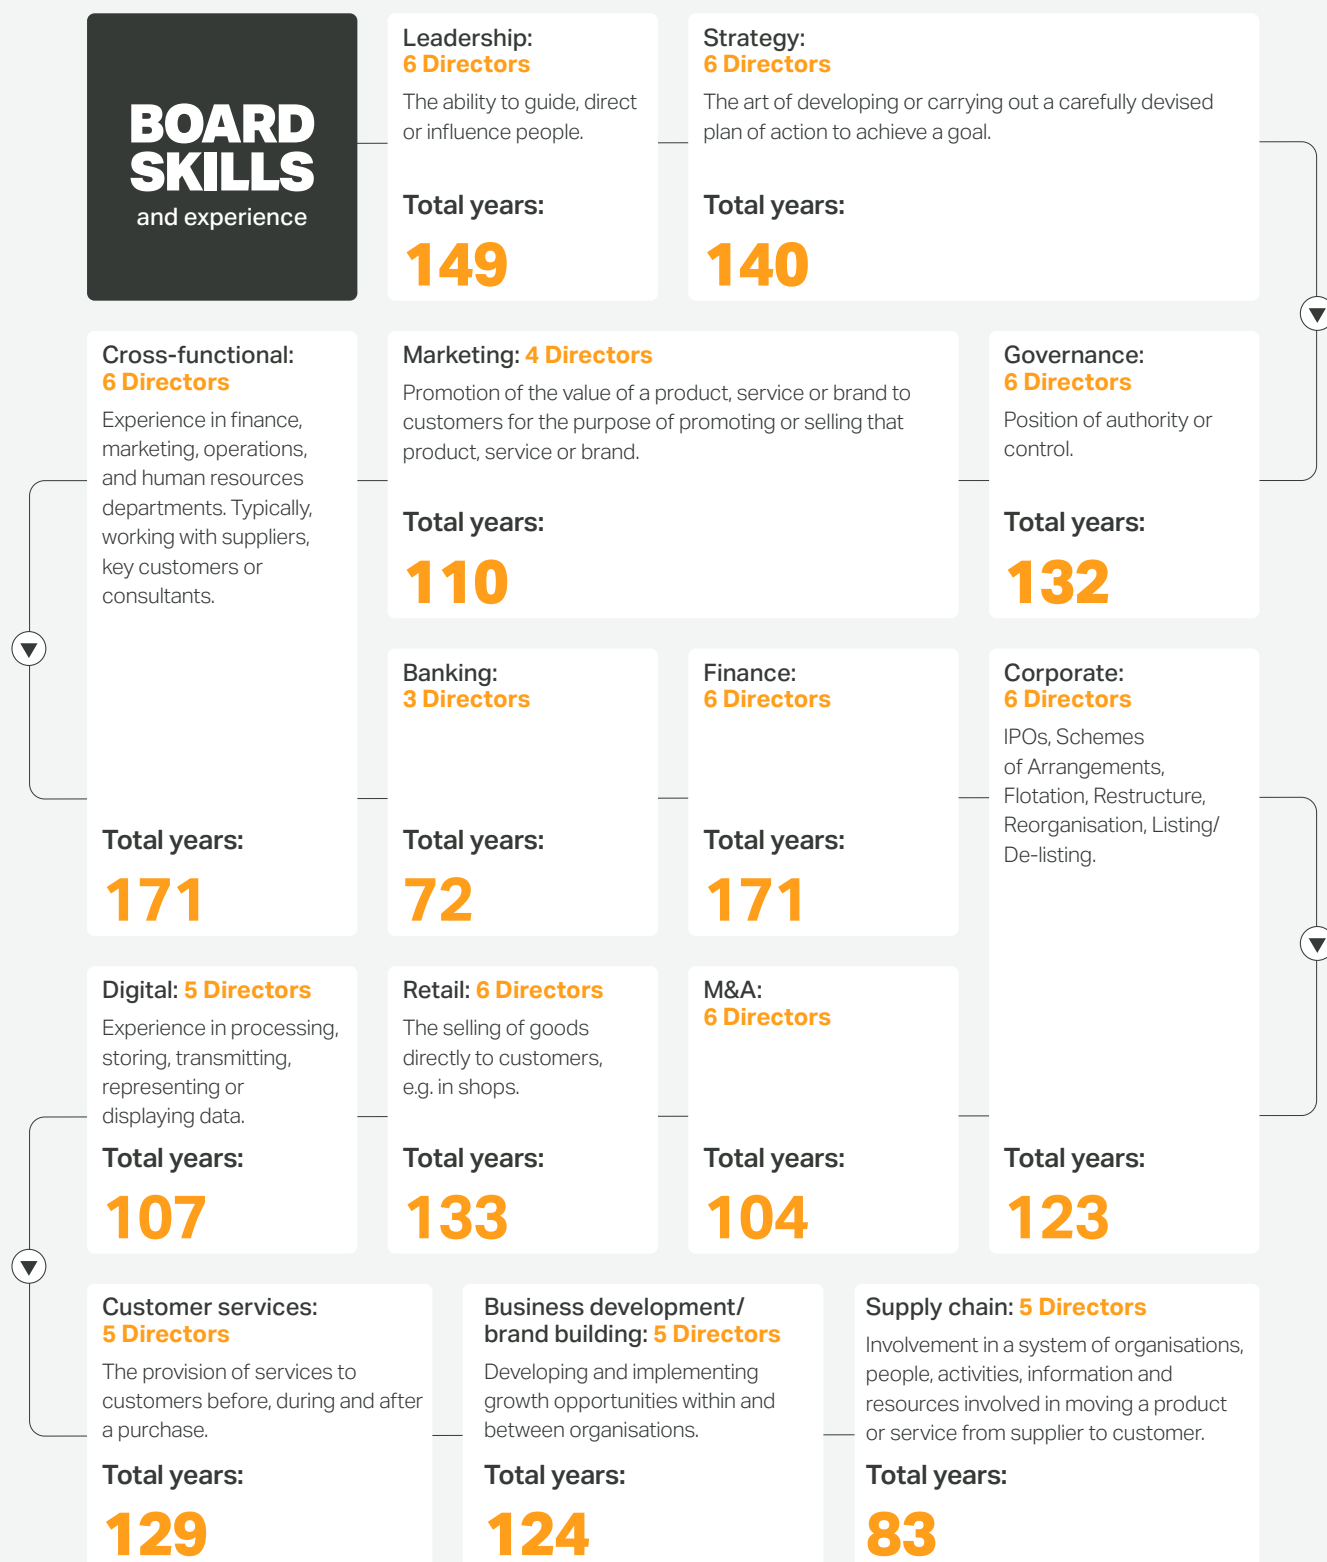 BOARD
SKILLS
and experience
Leadership:
6 Directors
The ability to guide, direct
or influence people.
Total years:
149
Strategy:
6 Directors
The art of developing or carrying out a carefully devised
plan of action to achieve a goal.
Total years:
140
Cross-functional:
6 Directors
Experience in finance,
marketing, operations,
and human resources
departments. Typically,
working with suppliers,
key customers or
consultants.
Total years:
171
Marketing: 4 Directors
Promotion of the value of a product, service or brand to
customers for the purpose of promoting or selling that
product, service or brand.
Total years:
110
Governance:
6 Directors
Position of authority or
control.
Total years:
132
Banking:
3 Directors
Total years:
72
Finance:
6 Directors
Total years:
171
Corporate:
6 Directors
IPOs, Schemes
of Arrangements,
Flotation, Restructure,
Reorganisation, Listing/
De-listing.
Total years:
123
Digital: 5 Directors
Experience in processing,
storing, transmitting,
representing or
displaying data.
Total years:
107
Retail: 6 Directors
The selling of goods
directly to customers,
e.g. in shops.
Total years:
133
M&A:
6 Directors
Total years:
104
Customer services:
5 Directors
The provision of services to
customers before, during and after
a purchase.
Total years:
129
Business development/
brand building: 5 Directors
Developing and implementing
growth opportunities within and
between organisations.
Total years:
124
Supply chain: 5 Directors
Involvement in a system of organisations,
people, activities, information and
resources involved in moving a product
or service from supplier to customer.
Total years:
83